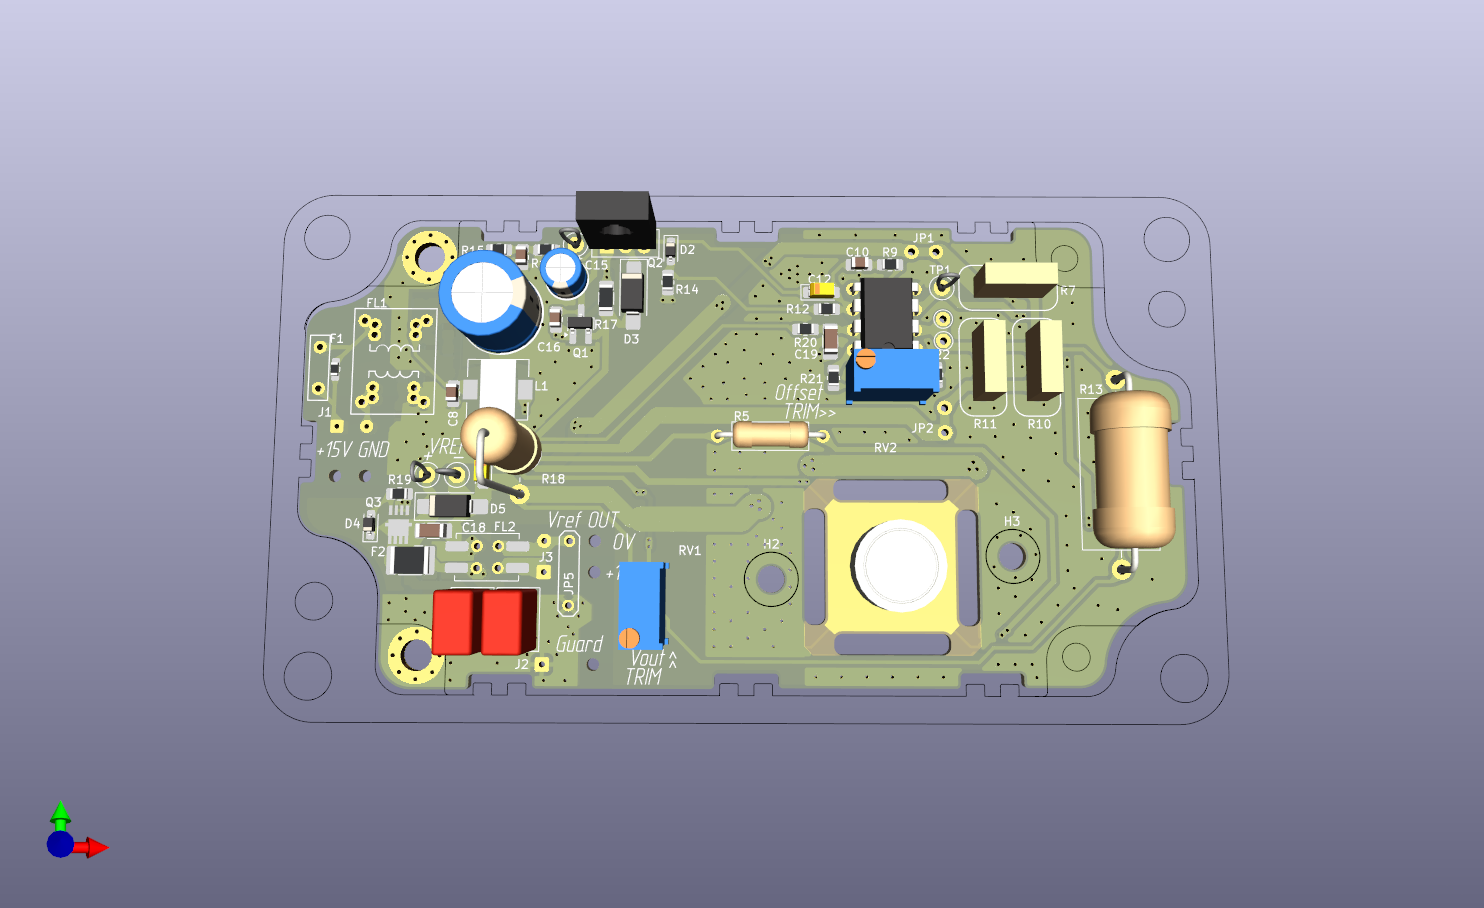 R15
R
C15
Q2
D2
JP1
C10
R9
TP1
R7
FL1
R14
C12
R12
F1
C16
R17
Q1
D3
R20
C19
22
J1
L1
R21
Offset
TRIM>>
R13
C8
R5
R11
R10
JP2
+15V GND
VREF
+
−
RV2
R19
R18
Q3
D5
D4
C18
FL2
Vref OUT
0V
H3
F2
J3
RV1
H2
+1
JP5
Guard
J2
Vout ^^
TRIM